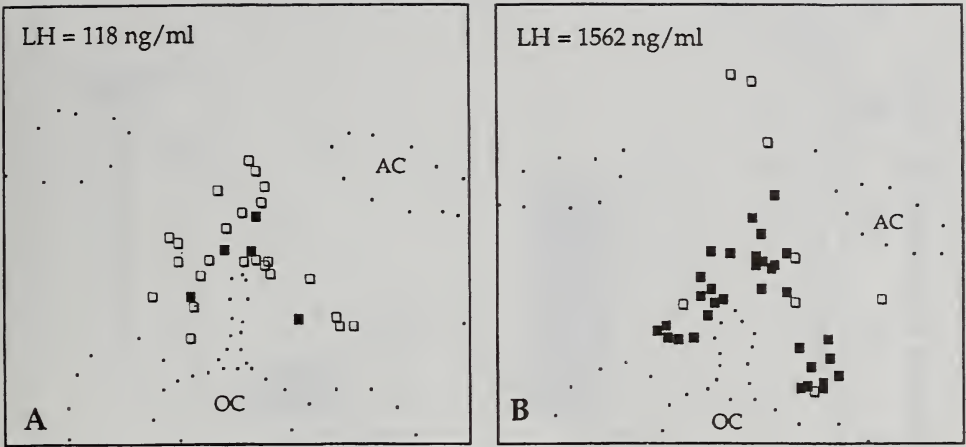 LH = 118 ng/ml
AC
OC
A
LH = 1562 ng/ml
AC
OC
B